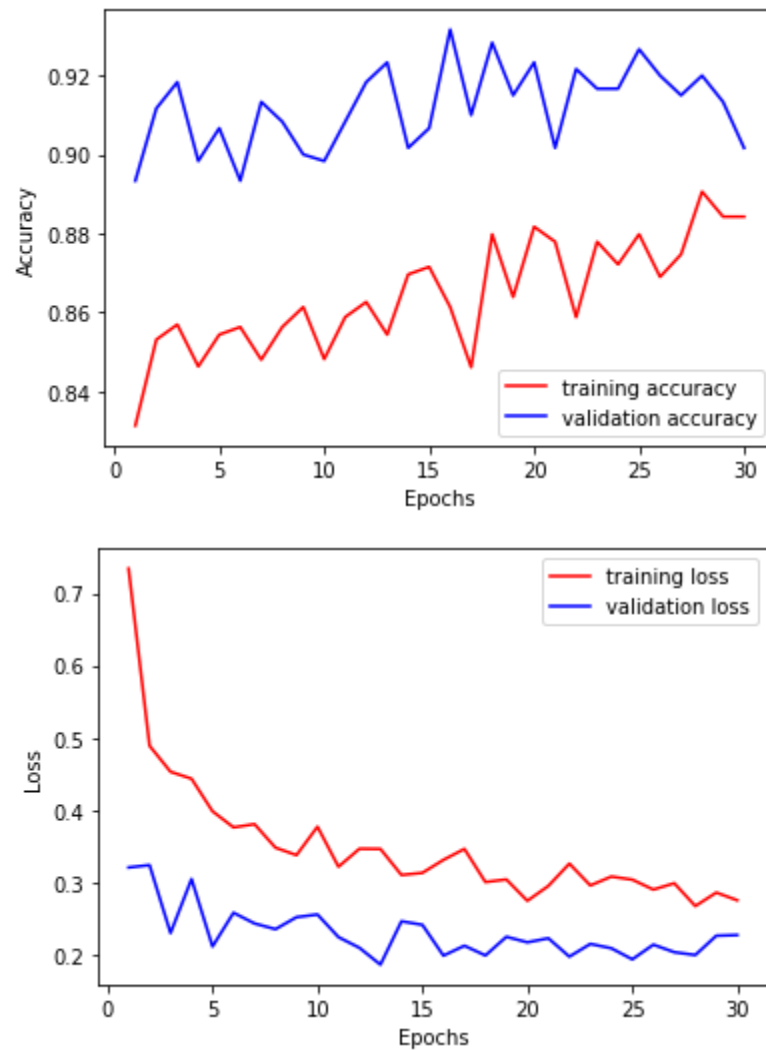 0.92
0.90
0.88
0.86
0.84
Accuracy
training accuracy
validation accuracy
0 5 10 15 20 25 30
Epochs
0.7
0.6
0.5
0.4
0.3
0.2
Loss
training loss
validation loss
0 5 10 15 20 25 30
Epochs